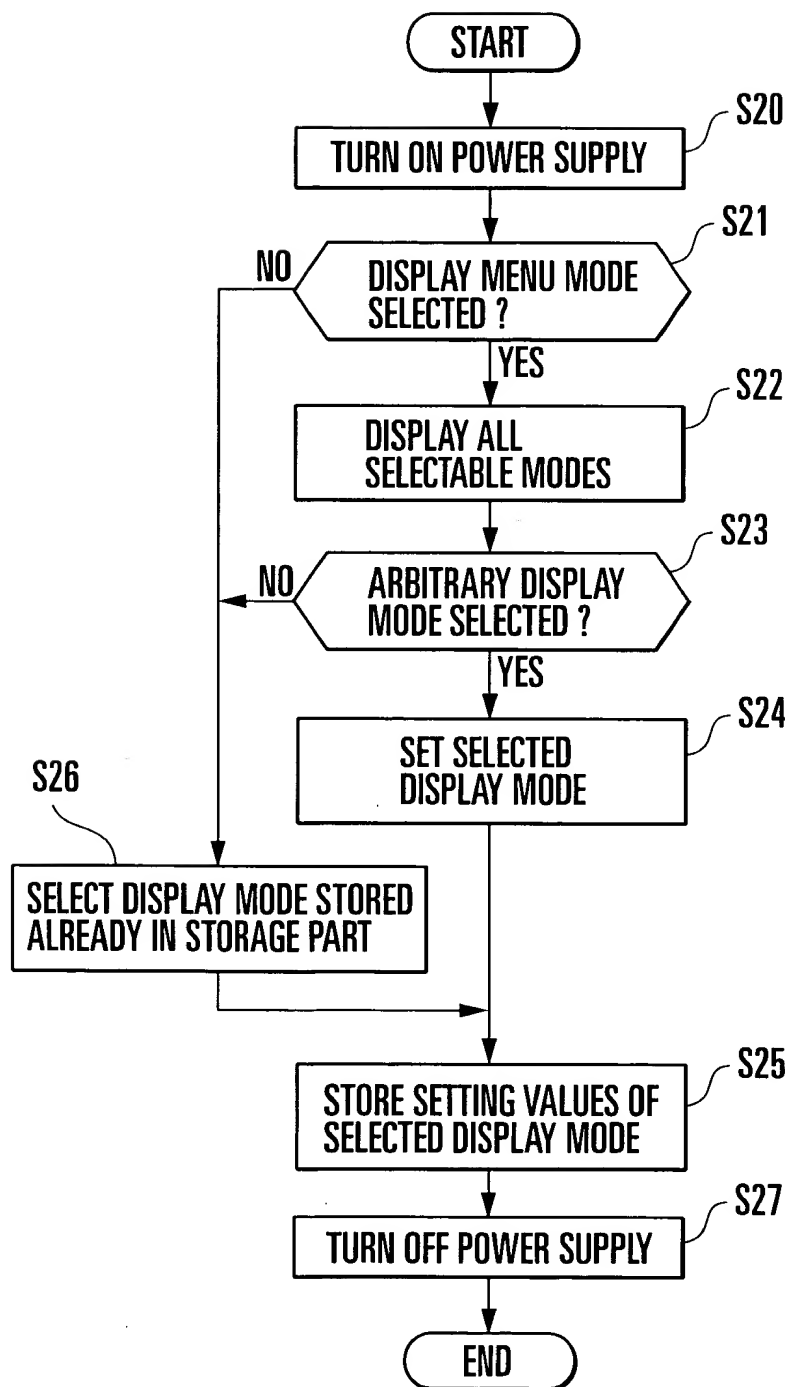 START
S20
TURN ON POWER SUPPLY
S21
NO
DISPLAY MENU MODE
SELECTED ?
YES
S22
DISPLAY ALL
SELECTABLE MODES
S23
NO
ARBITRARY DISPLAY
MODE SELECTED ?
YES
S24
SET SELECTED
DISPLAY MODE
S26
SELECT DISPLAY MODE STORED
ALREADY IN STORAGE PART
S25
STORE SETTING VALUES OF
SELECTED DISPLAY MODE
S27
TURN OFF POWER SUPPLY
END